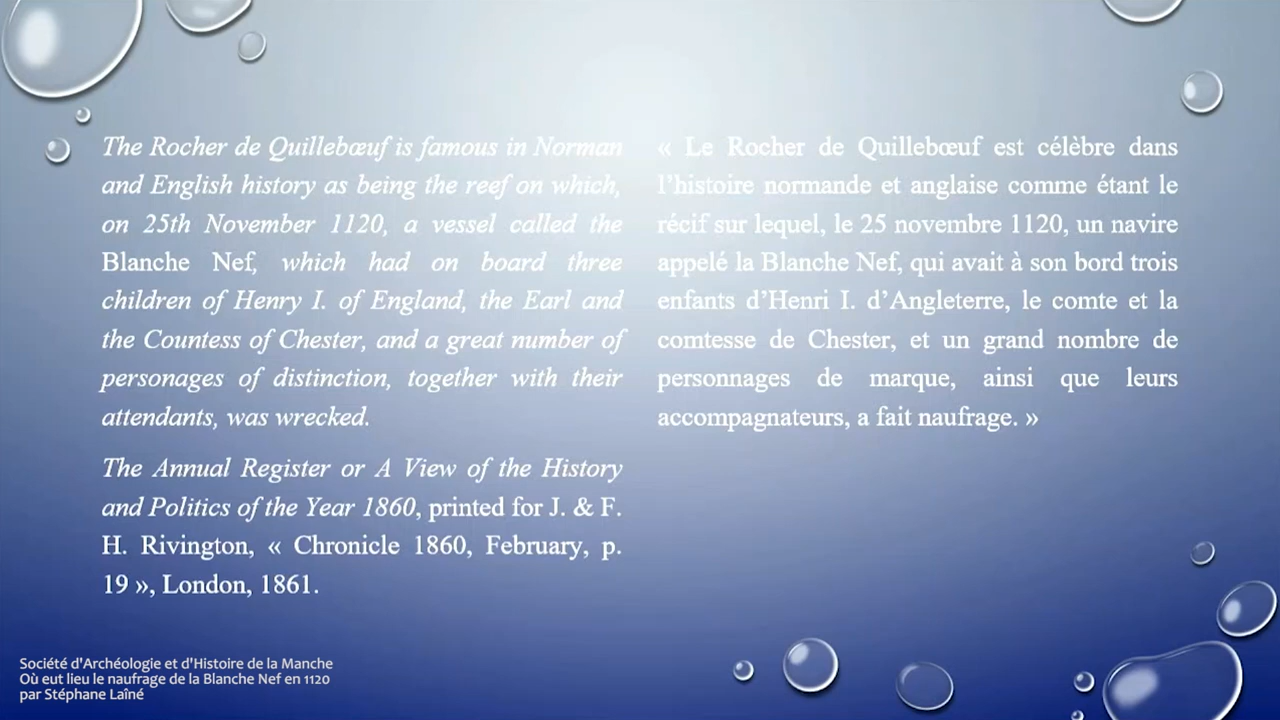 The Rocher de Quillebœuf is famous in Norman
and English history as being the reef on which,
on 25th November 1120, a vessel called the
Blanche Nef, which had on board three
children of Henry I. of England, the Earl and
the Countess of Chester, and a great number of
personages of distinction, together with their
attendants, was wrecked.
The Annual Register or A View of the History
and Politics of the Year 1860, printed for J. & F.
H. Rivington, « Chronicle 1860, February, p.
19 », London, 1861.
« Le Rocher de Quillebœuf est célèbre dans
l’histoire normande et anglaise comme étant le
récif sur lequel, le 25 novembre 1120, un navire
appelé la Blanche Nef, qui avait à son bord trois
enfants d’Henri I. d’Angleterre, le comte et la
comtesse de Chester, et un grand nombre de
personnages de marque, ainsi que leurs
accompagnateurs, a fait naufrage. »
Société d'Archéologie et d'Histoire de la Manche
Où eut lieu le naufrage de la Blanche Nef en 1120
par Stéphane Laîné